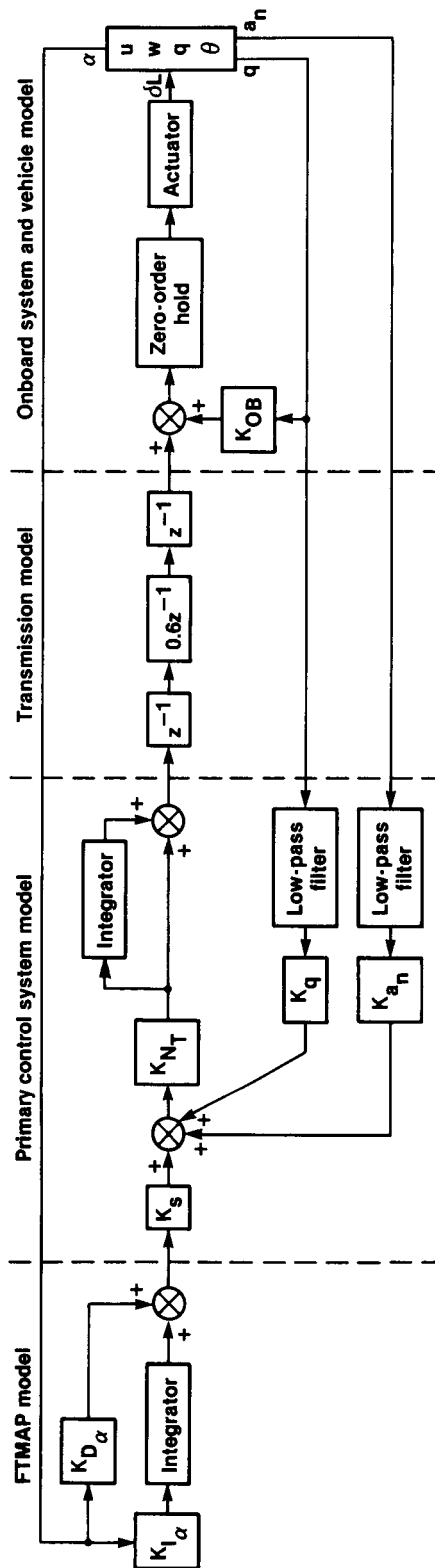 FTMAP model
Primary control system model
Transmission model
Onboard system and vehicle model
K_Dα
K_Iα
Integrator
+
+
K_s
+
+
+
K_N_T
Integrator
+
+
K_q
Low-pass
filter
K_a_n
Low-pass
filter
z⁻¹
0.6z⁻¹
z⁻¹
+
+
K_OB
Zero-order
hold
Actuator
δL
α
u
w
q
θ
q
a_n